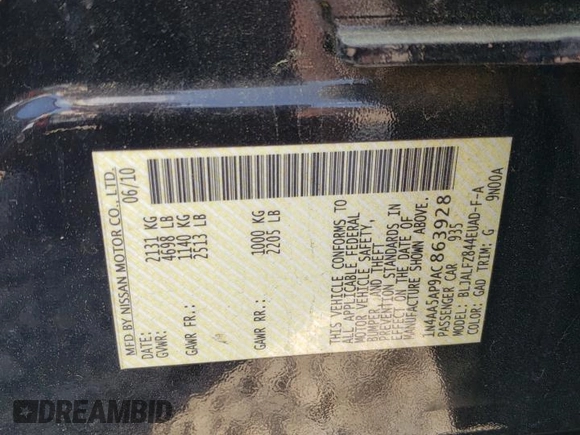 MFD BY NISSAN MOTOR CO., LTD.
DATE: 06/10
GVWR: 2131 KG
4698 LB
GAWR FR.: 1140 KG
2513 LB
GAWR RR.: 1000 KG
2205 LB
THIS VEHICLE CONFORMS TO
ALL APPLICABLE FEDERAL
MOTOR VEHICLE SAFETY,
BUMPER, AND THEFT
PREVENTION STANDARDS IN
EFFECT ON THE DATE OF
MANUFACTURE SHOWN ABOVE.
1N4AA5AP9AC863928
PASSENGER CAR 935
MODEL: BLJALFZ844EUAD-F-A
COLOR: GAD TRIM: G 9N00A
DREAMBID